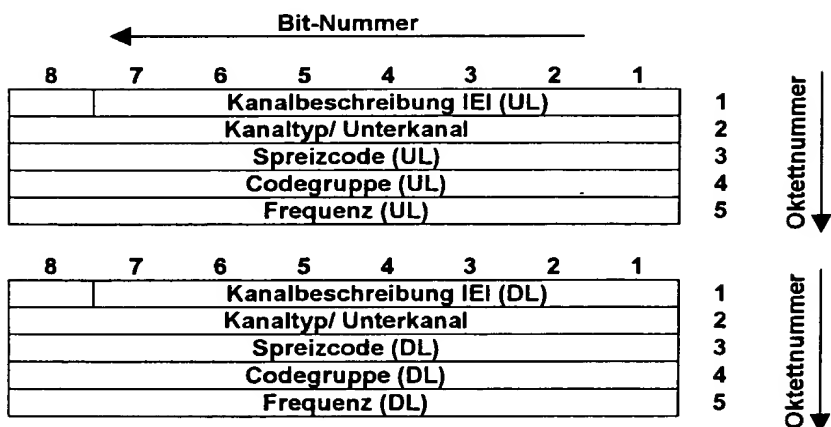 Bit-Nummer
8 7 6 5 4 3 2 1
Kanalbeschreibung IEI (UL) 1
Kanaltyp/ Unterkanal 2
Spreizcode (UL) 3
Codegruppe (UL) 4
Frequenz (UL) 5
Oktettnummer
8 7 6 5 4 3 2 1
Kanalbeschreibung IEI (DL) 1
Kanaltyp/ Unterkanal 2
Spreizcode (DL) 3
Codegruppe (DL) 4
Frequenz (DL) 5
Oktettnummer